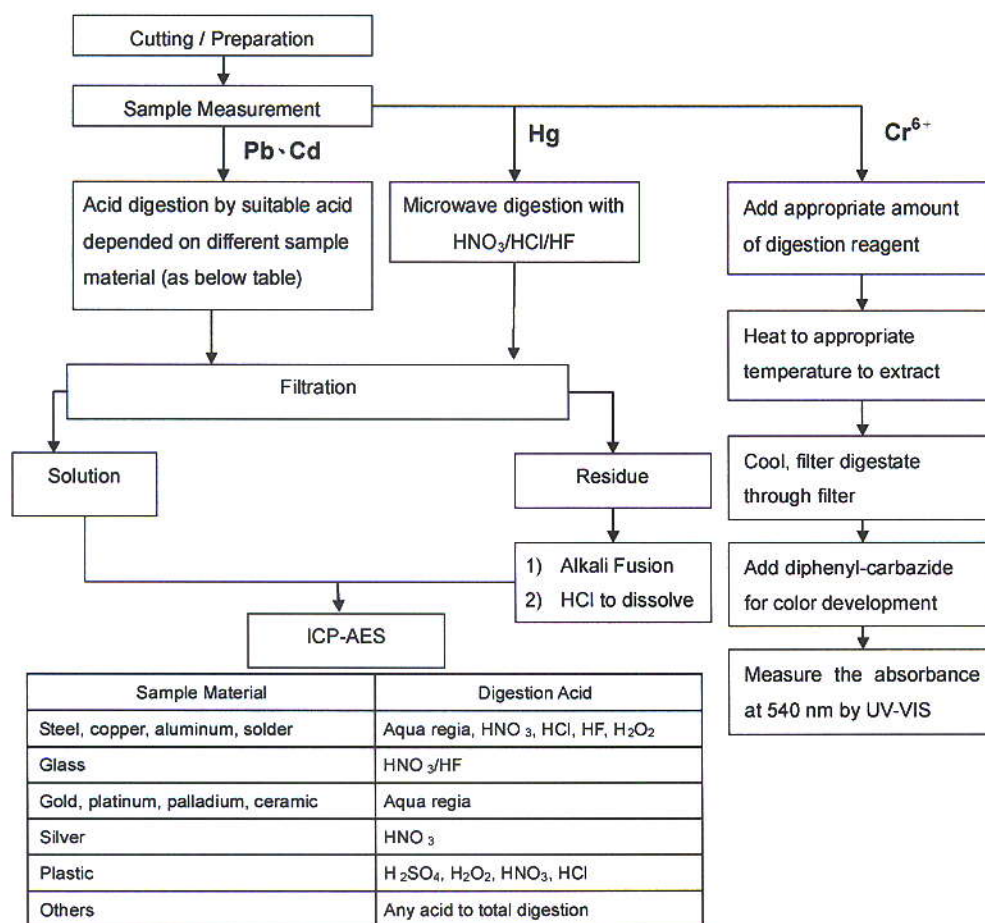 Cutting / Preparation
Sample Measurement
Pb、Cd
Hg
Cr⁶⁺
Acid digestion by suitable acid
depended on different sample
material (as below table)
Microwave digestion with
HNO₃/HCl/HF
Add appropriate amount
of digestion reagent
Heat to appropriate
temperature to extract
Filtration
Solution
Residue
Cool, filter digestate
through filter
1) Alkali Fusion
2) HCl to dissolve
Add diphenyl-carbazide
for color development
ICP-AES
Measure the absorbance
at 540 nm by UV-VIS
Sample Material Digestion Acid
Steel, copper, aluminum, solder Aqua regia, HNO₃, HCl, HF, H₂O₂
Glass HNO₃/HF
Gold, platinum, palladium, ceramic Aqua regia
Silver HNO₃
Plastic H₂SO₄, H₂O₂, HNO₃, HCl
Others Any acid to total digestion